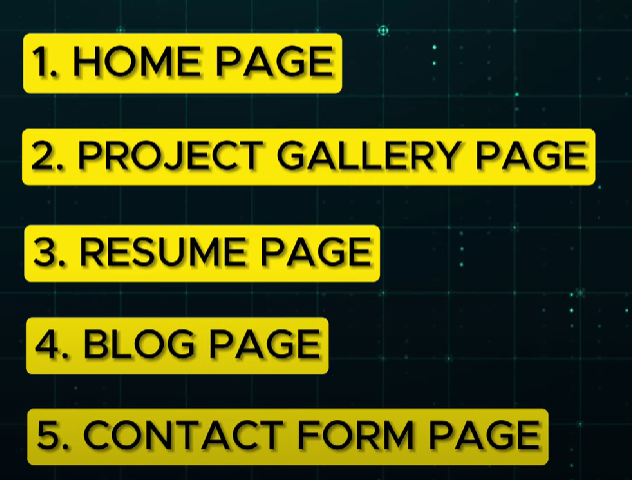 1. HOME PAGE
2. PROJECT GALLERY PAGE
3. RESUME PAGE
4. BLOG PAGE
5. CONTACT FORM PAGE